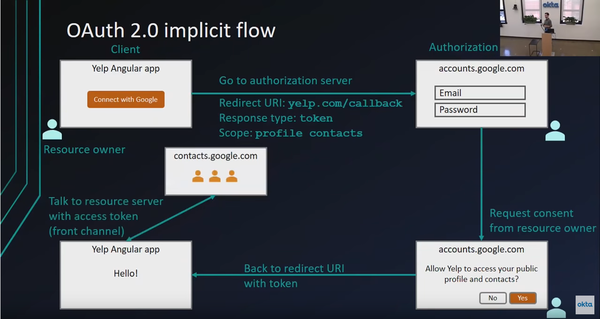 OAuth 2.0 implicit flow
okta
Client
Authorization
Yelp Angular app
Connect with Google
Go to authorization server
Redirect URI: yelp.com/callback
Response type: token
Scope: profile contacts
accounts.google.com
Email
Password
Resource owner
contacts.google.com
Talk to resource server
with access token
(front channel)
Request consent
from resource owner
Yelp Angular app
Hello!
Back to redirect URI
with token
accounts.google.com
Allow Yelp to access your public
profile and contacts?
No
Yes
okta